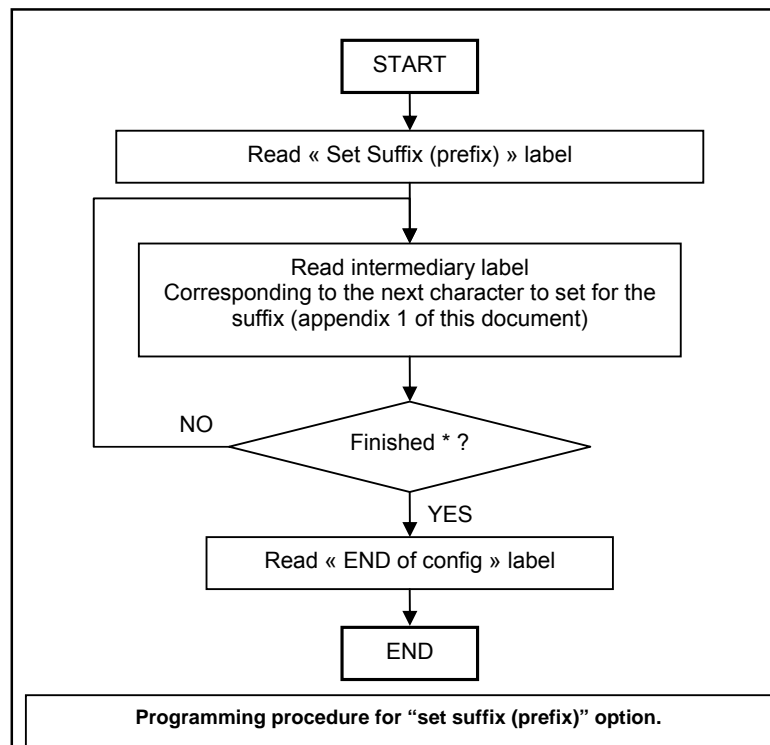 START
Read « Set Suffix (prefix) » label
Read intermediary label
Corresponding to the next character to set for the
suffix (appendix 1 of this document)
NO
Finished * ?
YES
Read « END of config » label
END
Programming procedure for “set suffix (prefix)” option.